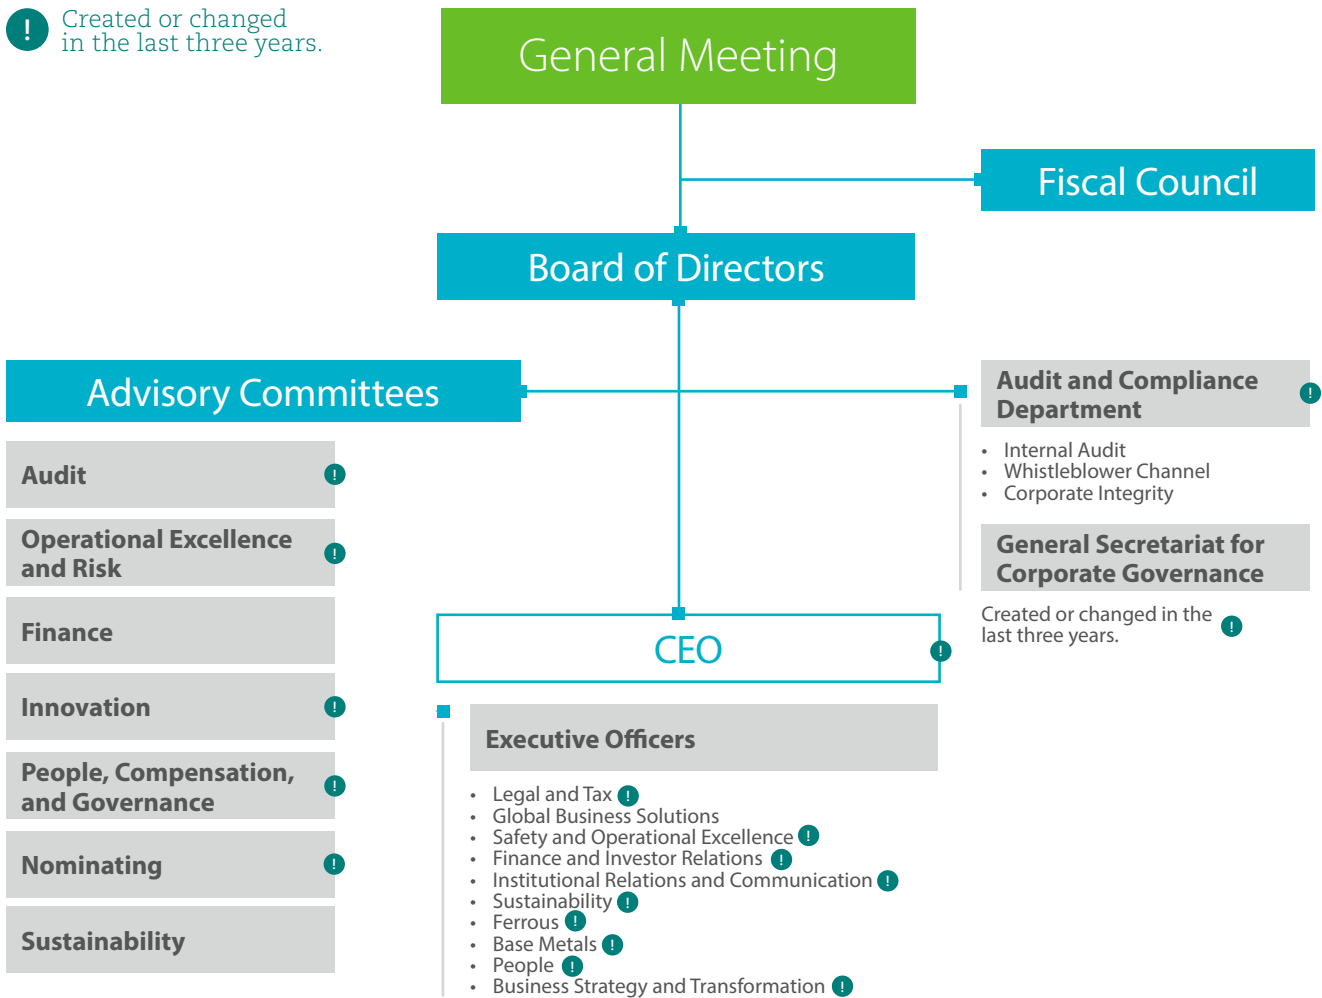 ! Created or changed
in the last three years.
General Meeting
Fiscal Council
Board of Directors
Advisory Committees
Audit !
Operational Excellence
and Risk !
Finance
Innovation !
People, Compensation,
and Governance !
Nominating !
Sustainability
Audit and Compliance
Department !
• Internal Audit
• Whistleblower Channel
• Corporate Integrity
General Secretariat for
Corporate Governance
Created or changed in the
last three years. !
CEO !
Executive Officers
• Legal and Tax !
• Global Business Solutions
• Safety and Operational Excellence !
• Finance and Investor Relations !
• Institutional Relations and Communication !
• Sustainability !
• Ferrous !
• Base Metals !
• People !
• Business Strategy and Transformation !